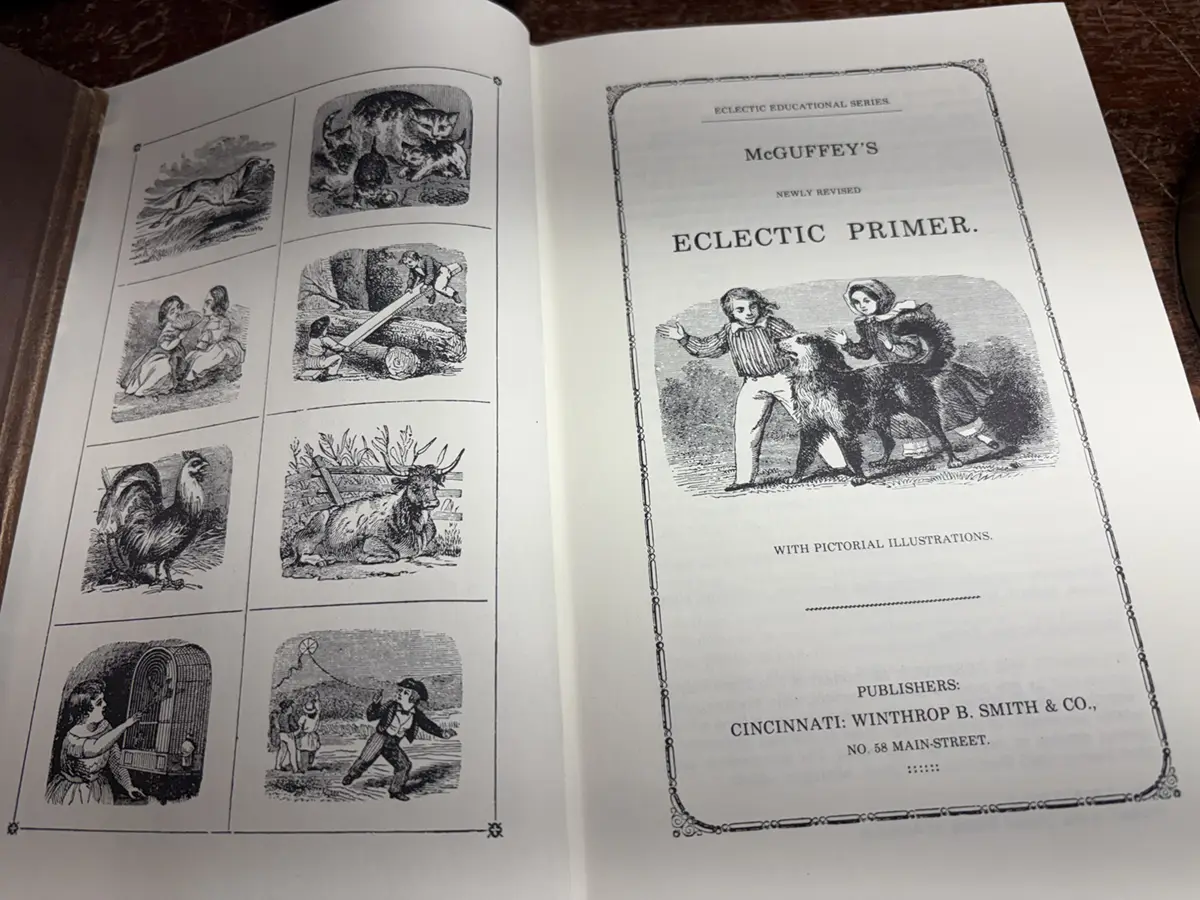 ECLECTIC EDUCATIONAL SERIES.
McGUFFEY'S
NEWLY REVISED
ECLECTIC PRIMER.
WITH PICTORIAL ILLUSTRATIONS.
PUBLISHERS:
CINCINNATI: WINTHROP B. SMITH & CO.,
NO. 58 MAIN-STREET.